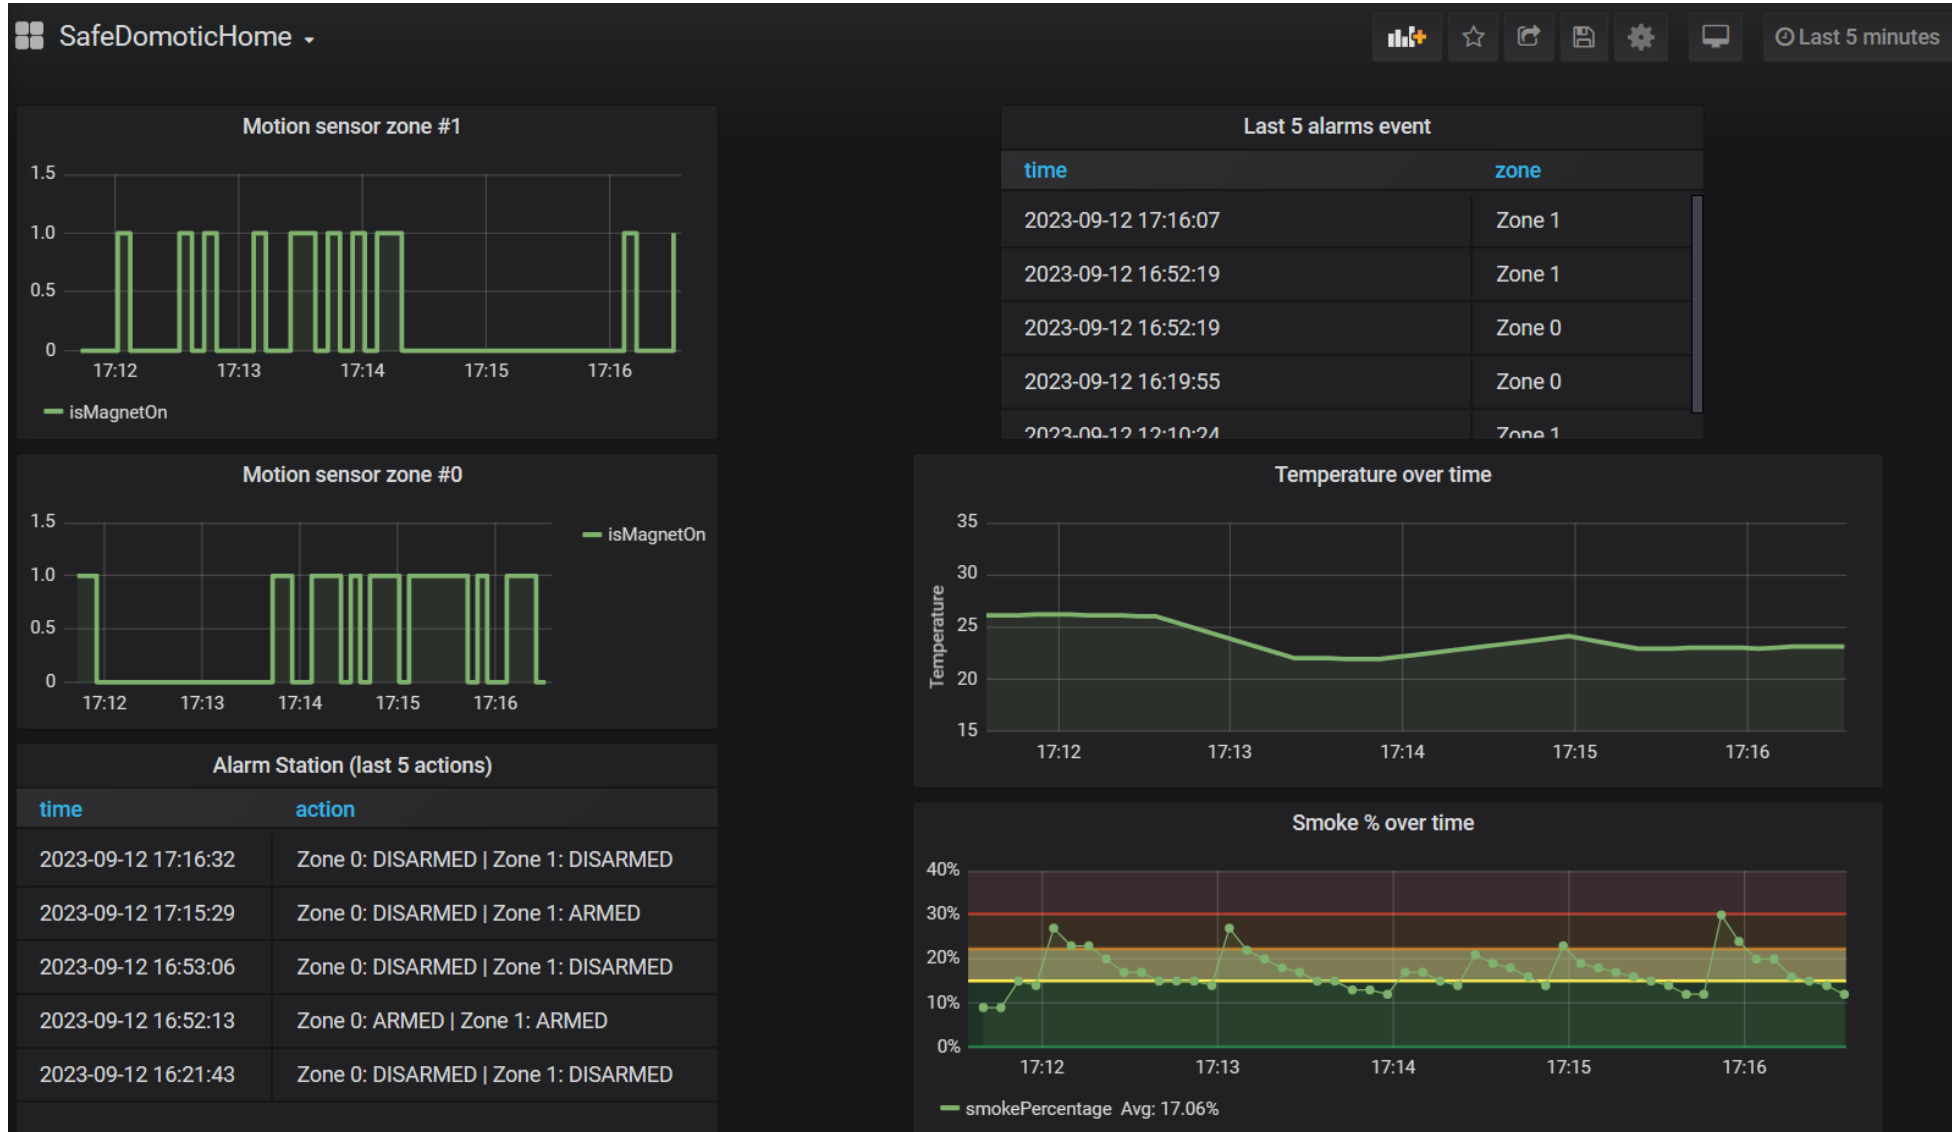 SafeDomoticHome
Last 5 minutes
Motion sensor zone #1
1.5
1.0
0.5
0
17:12 17:13 17:14 17:15 17:16
isMagnetOn
Last 5 alarms event
time zone
2023-09-12 17:16:07 Zone 1
2023-09-12 16:52:19 Zone 1
2023-09-12 16:52:19 Zone 0
2023-09-12 16:19:55 Zone 0
2023-09-12 12:10:24 Zone 1
Motion sensor zone #0
1.5
1.0
0.5
0
17:12 17:13 17:14 17:15 17:16
isMagnetOn
Temperature over time
Temperature
35
30
25
20
15
17:12 17:13 17:14 17:15 17:16
Alarm Station (last 5 actions)
time action
2023-09-12 17:16:32 Zone 0: DISARMED | Zone 1: DISARMED
2023-09-12 17:15:29 Zone 0: DISARMED | Zone 1: ARMED
2023-09-12 16:53:06 Zone 0: DISARMED | Zone 1: DISARMED
2023-09-12 16:52:13 Zone 0: ARMED | Zone 1: ARMED
2023-09-12 16:21:43 Zone 0: DISARMED | Zone 1: DISARMED
Smoke % over time
40%
30%
20%
10%
0%
17:12 17:13 17:14 17:15 17:16
smokePercentage Avg: 17.06%